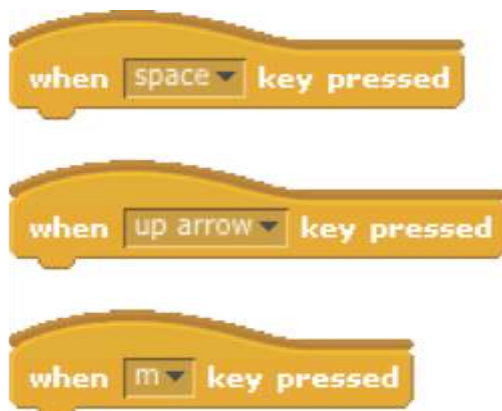 when space key pressed
when up arrow key pressed
when m key pressed